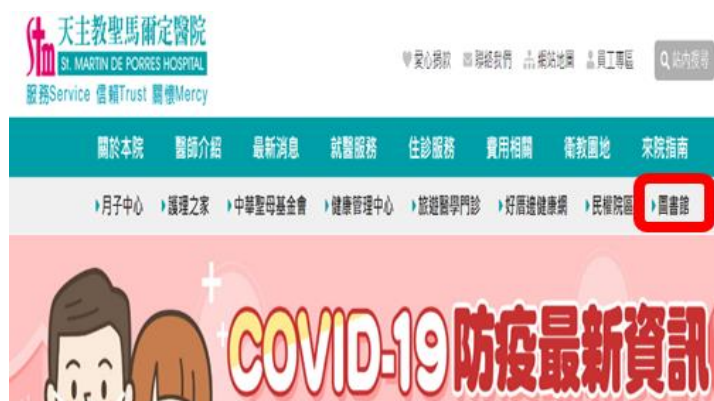 天主教聖馬爾定醫院
St. MARTIN DE PORRES HOSPITAL
服務Service 信賴Trust 關懷Mercy
愛心捐款 聯絡我們 網站地圖 員工專區 站內搜尋
關於本院 醫師介紹 最新消息 就醫服務 住診服務 費用相關 衛教園地 來院指南
月子中心 護理之家 中華聖母基金會 健康管理中心 旅遊醫學門診 好厝邊健康網 民權院區 圖書館
COVID-19防疫最新資訊